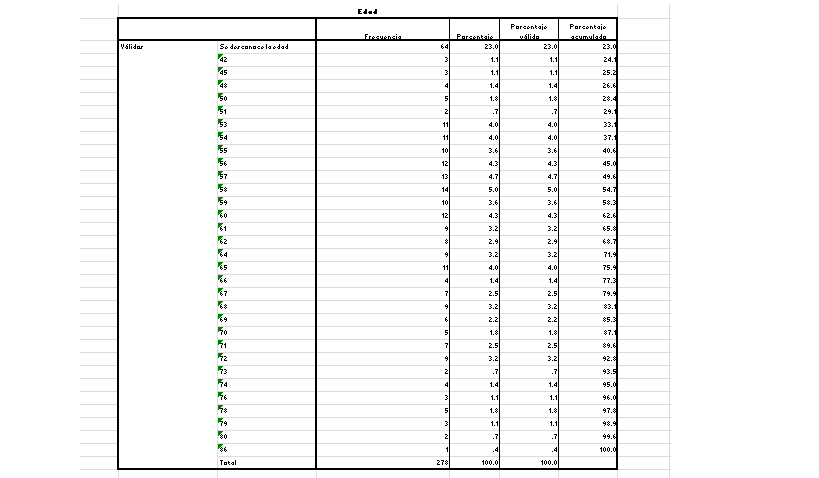 Edad
Frecuencia Porcentaje Porcentaje válido Porcentaje acumulado
Válidos Se desconoce la edad 64 23.0 23.0 23.0
42 3 1.1 1.1 24.1
45 3 1.1 1.1 25.2
48 4 1.4 1.4 26.6
50 5 1.8 1.8 28.4
51 2 .7 .7 29.1
53 11 4.0 4.0 33.1
54 11 4.0 4.0 37.1
55 10 3.6 3.6 40.6
56 12 4.3 4.3 45.0
57 13 4.7 4.7 49.6
58 14 5.0 5.0 54.7
59 10 3.6 3.6 58.3
60 12 4.3 4.3 62.6
61 9 3.2 3.2 65.8
62 8 2.9 2.9 68.7
64 9 3.2 3.2 71.9
65 11 4.0 4.0 75.9
66 4 1.4 1.4 77.3
67 7 2.5 2.5 79.9
68 9 3.2 3.2 83.1
69 6 2.2 2.2 85.3
70 5 1.8 1.8 87.1
71 7 2.5 2.5 89.6
72 9 3.2 3.2 92.8
73 2 .7 .7 93.5
74 4 1.4 1.4 95.0
76 3 1.1 1.1 96.0
78 5 1.8 1.8 97.8
79 3 1.1 1.1 98.9
80 2 .7 .7 99.6
86 1 .4 .4 100.0
Total 278 100.0 100.0